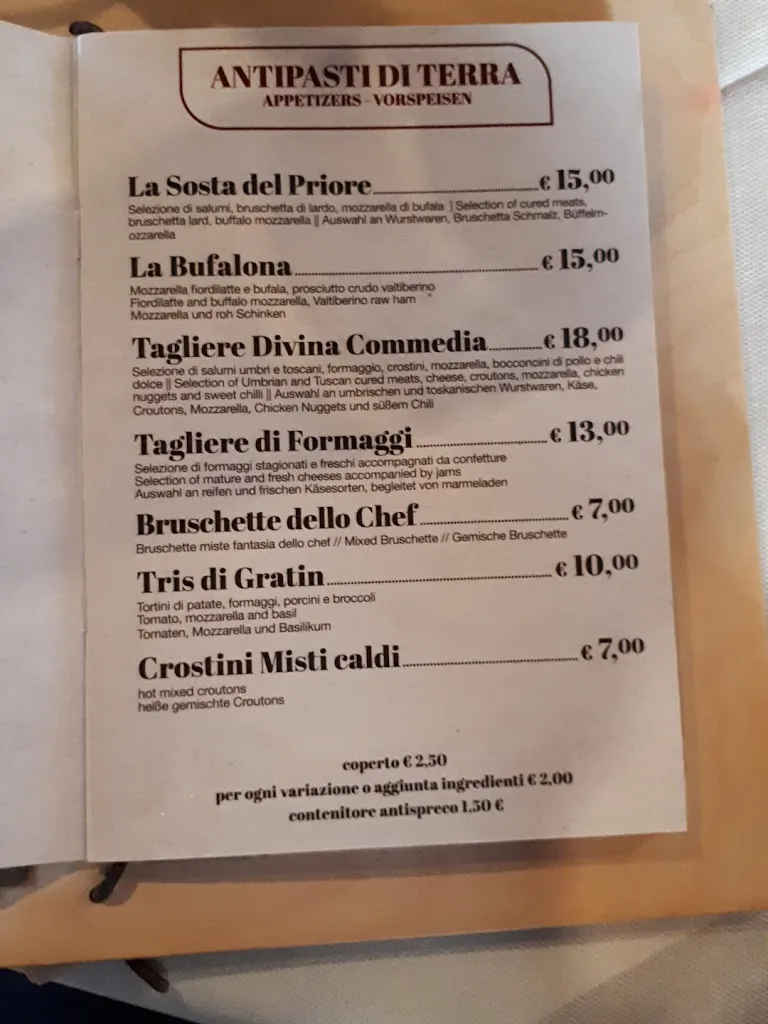 ANTIPASTI DI TERRA
APPETIZERS - VORSPEISEN
La Sosta del Priore € 15,00
Selezione di salumi, bruschetta di lardo, mozzarella di bufala | Selection of cured meats,
bruschetta lard, buffalo mozzarella || Auswahl an Wurstwaren, Bruschetta Schmalz, Büffelm-
ozzarella
La Bufalona € 15,00
Mozzarella fiordilatte e bufala, prosciutto crudo valtiberino
Fiordilatte and buffalo mozzarella, Valtiberino raw ham
Mozzarella und roh Schinken
Tagliere Divina Commedia € 18,00
Selezione di salumi umbri e toscani, formaggio, crostini, mozzarella, bocconcini di pollo e chili
dolce || Selection of Umbrian and Tuscan cured meats, cheese, croutons, mozzarella, chicken
nuggets and sweet chilli || Auswahl an umbrischen und toskanischen Wurstwaren, Käse,
Croutons, Mozzarella, Chicken Nuggets und süßem Chili
Tagliere di Formaggi € 13,00
Selezione di formaggi stagionati e freschi accompagnati da confetture
Selection of mature and fresh cheeses accompanied by jams
Auswahl an reifen und frischen Käsesorten, begleitet von marmeladen
Bruschette dello Chef € 7,00
Bruschette miste fantasia dello chef // Mixed Bruschette // Gemische Bruschette
Tris di Gratin € 10,00
Tortini di patate, formaggi, porcini e broccoli
Tomato, mozzarella and basil
Tomaten, Mozzarella und Basilikum
Crostini Misti caldi € 7,00
hot mixed croutons
heiße gemischte Croutons
coperto € 2,50
per ogni variazione o aggiunta ingredienti € 2,00
contenitore antispreco 1,50 €